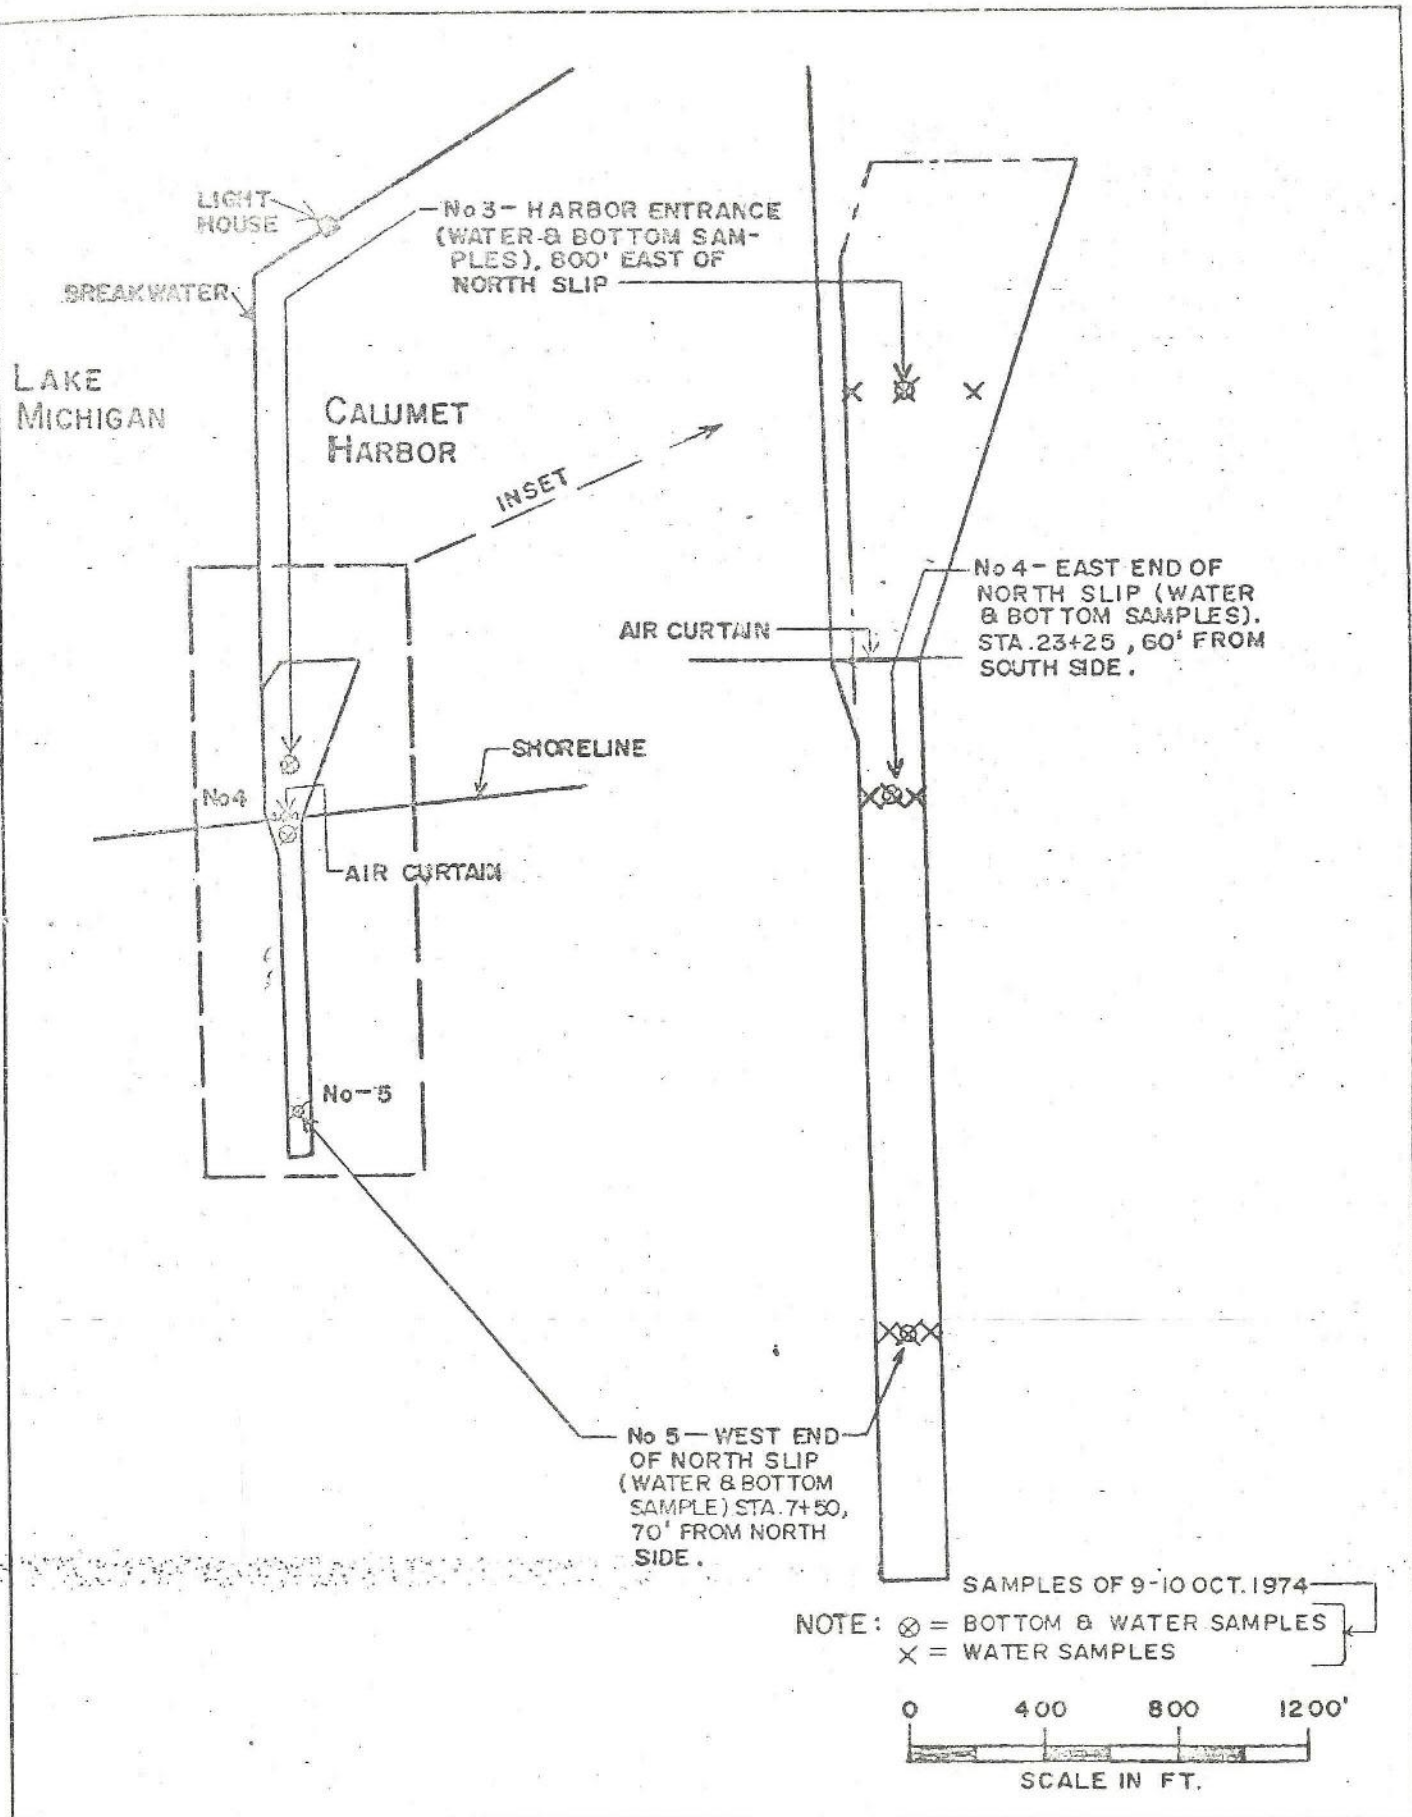 LIGHT
HOUSE
BREAKWATER
LAKE
MICHIGAN
CALUMET
HARBOR
No 3 - HARBOR ENTRANCE
(WATER & BOTTOM SAM-
PLES), 800' EAST OF
NORTH SLIP
INSET
No 4 - EAST END OF
NORTH SLIP (WATER
& BOTTOM SAMPLES).
STA. 23+25, 60' FROM
SOUTH SIDE.
AIR CURTAIN
SHORELINE
No 4
AIR CURTAIN
No - 5
No 5 - WEST END
OF NORTH SLIP
(WATER & BOTTOM
SAMPLE) STA. 7+50,
70' FROM NORTH
SIDE.
SAMPLES OF 9-10 OCT. 1974
NOTE: ⊗ = BOTTOM & WATER SAMPLES
X = WATER SAMPLES
0 400 800 1200'
SCALE IN FT.